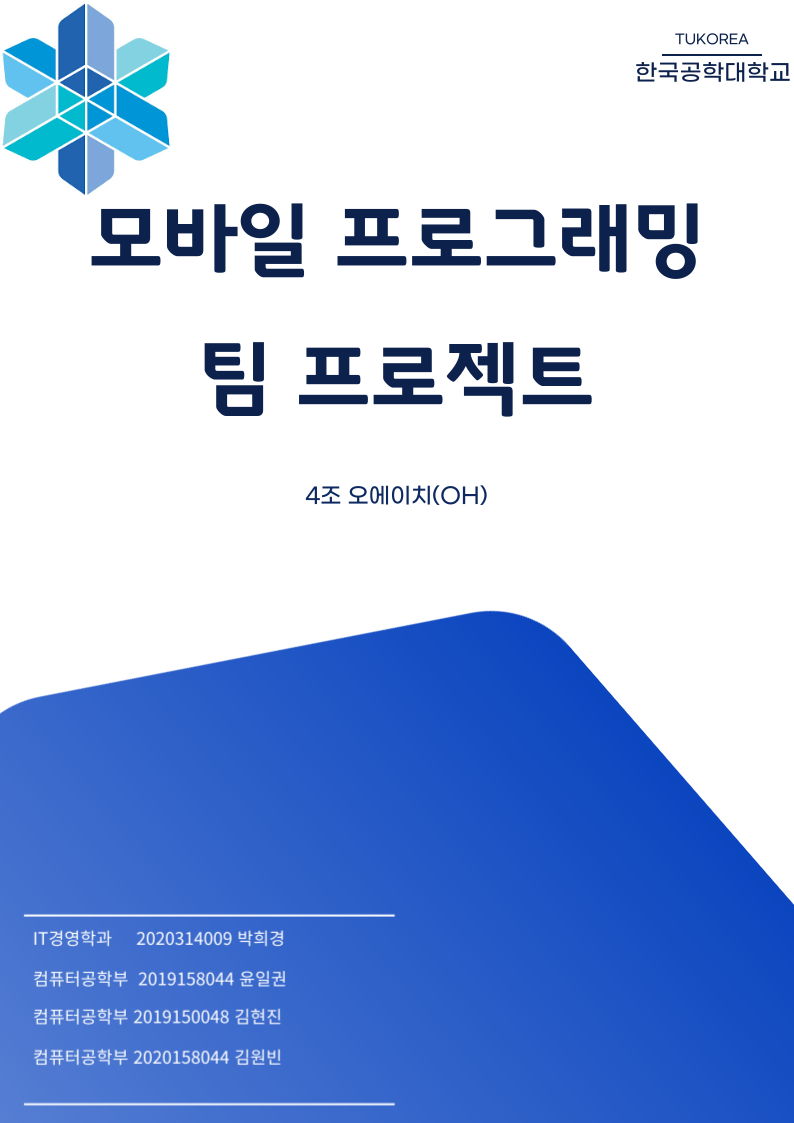 TUKOREA
한국공학대학교
모바일 프로그래밍
팀 프로젝트
4조 오에이치(OH)
IT경영학과 2020314009 박희경
컴퓨터공학부 2019158044 윤일권
컴퓨터공학부 2019150048 김현진
컴퓨터공학부 2020158044 김원빈